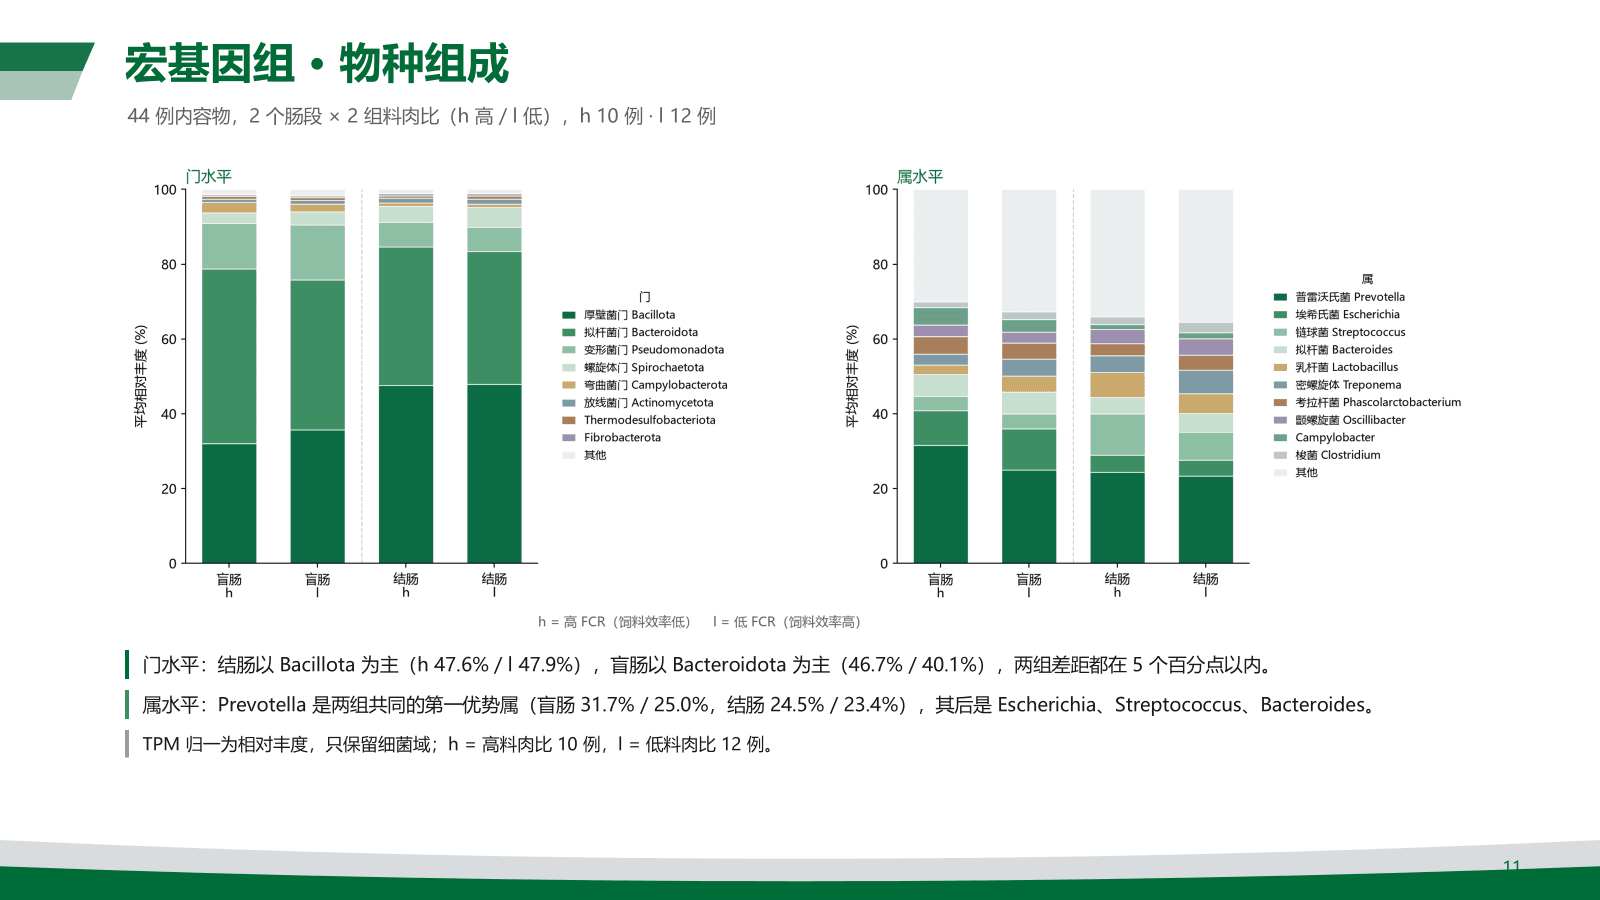 宏基因组 • 物种组成
44 例内容物，2 个肠段 × 2 组料肉比（h 高 / l 低），h 10 例 · l 12 例
门水平
100
80
60
40
20
0
平均相对丰度 (%)
盲肠
h
盲肠
l
结肠
h
结肠
l
门
厚壁菌门 Bacillota
拟杆菌门 Bacteroidota
变形菌门 Pseudomonadota
螺旋体门 Spirochaetota
弯曲菌门 Campylobacterota
放线菌门 Actinomycetota
Thermodesulfobacteriota
Fibrobacterota
其他
属水平
100
80
60
40
20
0
平均相对丰度 (%)
盲肠
h
盲肠
l
结肠
h
结肠
l
属
普雷沃氏菌 Prevotella
埃希氏菌 Escherichia
链球菌 Streptococcus
拟杆菌 Bacteroides
乳杆菌 Lactobacillus
密螺旋体 Treponema
考拉杆菌 Phascolarctobacterium
颤螺旋菌 Oscillibacter
Campylobacter
梭菌 Clostridium
其他
h = 高 FCR（饲料效率低） l = 低 FCR（饲料效率高）
门水平：结肠以 Bacillota 为主（h 47.6% / l 47.9%），盲肠以 Bacteroidota 为主（46.7% / 40.1%），两组差距都在 5 个百分点以内。
属水平：Prevotella 是两组共同的第一优势属（盲肠 31.7% / 25.0%，结肠 24.5% / 23.4%），其后是 Escherichia、Streptococcus、Bacteroides。
TPM 归一为相对丰度，只保留细菌域；h = 高料肉比 10 例，l = 低料肉比 12 例。
11